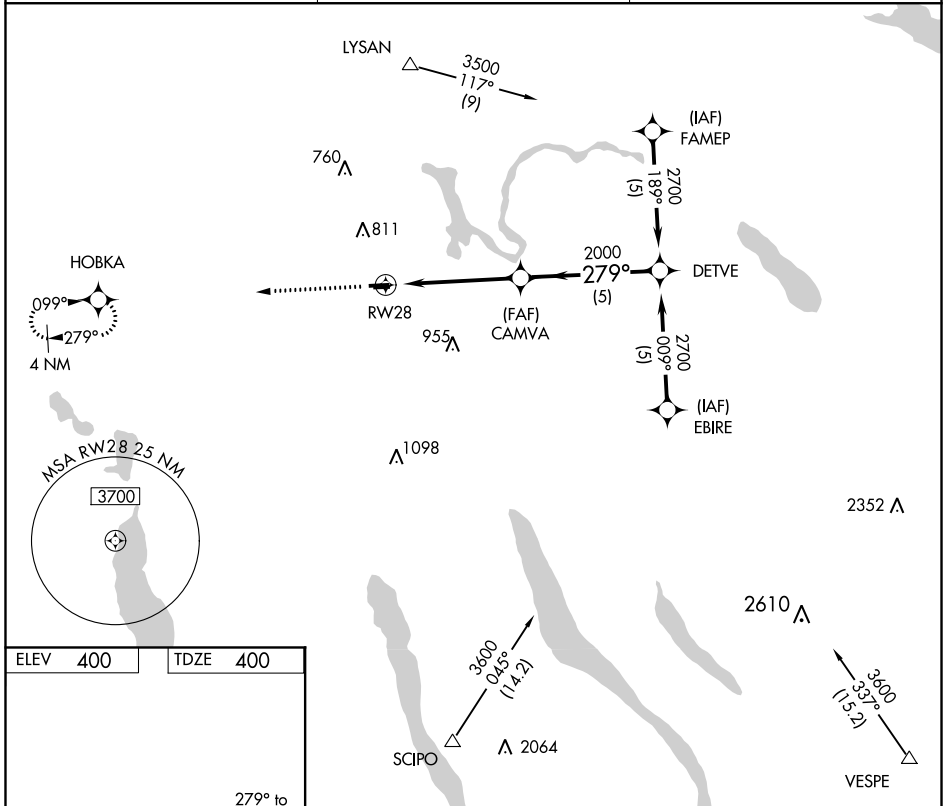 LYSAN
3500
117°
(9)
(IAF)
FAMEP
760
2700
189°
(5)
811
HOBKA
2000
279°
(5)
DETVE
099°
RW28
(FAF)
CAMVA
279°
4 NM
955
2700
009°
(5)
(IAF)
EBIRE
MSA RW28 25 NM
1098
3700
2352
2610
ELEV 400
TDZE 400
3600
045°
(14.2)
3600
337°
(15.2)
SCIPO
2064
VESPE
279° to